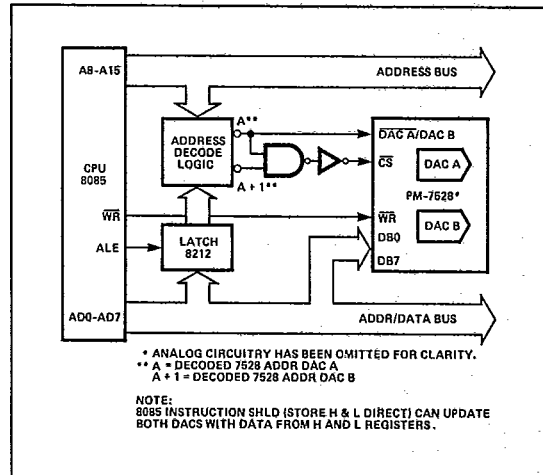 A8-A15
ADDRESS BUS
A**
ADDRESS
DECODE
LOGIC
A + 1**
DAC A/DAC B
CS
DAC A
PM-7528*
DAC B
CPU
8085
WR
WR
ALE
LATCH
8212
DB0
DB7
AD0-AD7
ADDR/DATA BUS
* ANALOG CIRCUITRY HAS BEEN OMITTED FOR CLARITY.
** A = DECODED 7528 ADDR DAC A
A + 1 = DECODED 7528 ADDR DAC B
NOTE:
8085 INSTRUCTION SHLD (STORE H & L DIRECT) CAN UPDATE
BOTH DACS WITH DATA FROM H AND L REGISTERS.